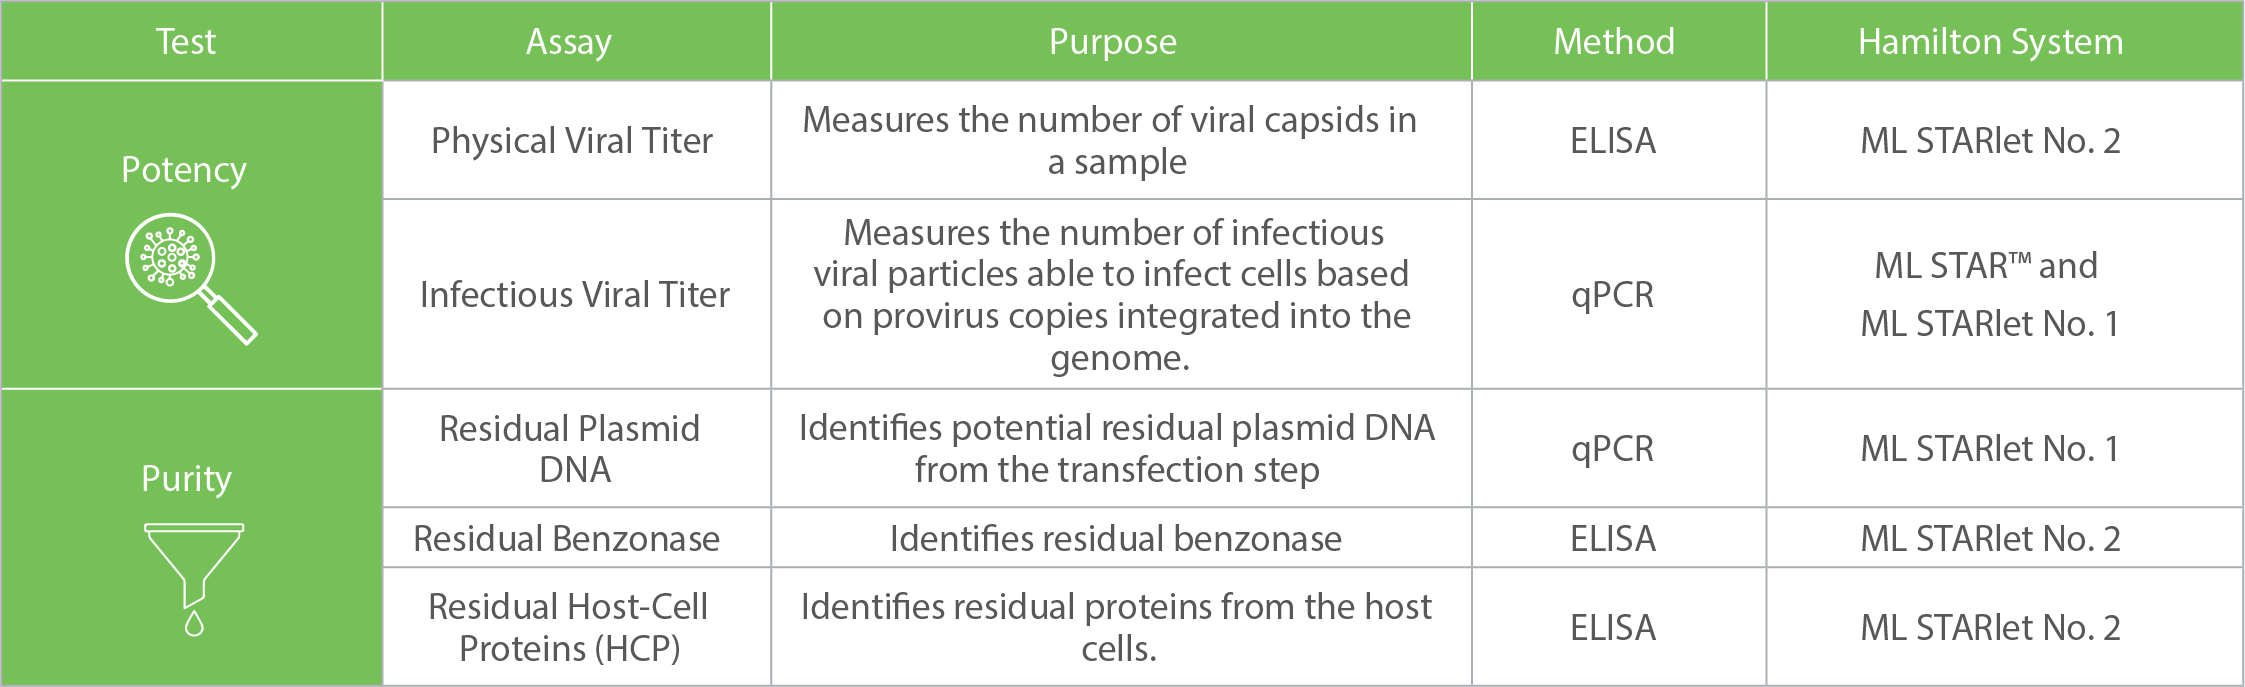 Test
Assay
Purpose
Method
Hamilton System
Potency
Physical Viral Titer
Measures the number of viral capsids in
a sample
ELISA
ML STARlet No. 2
Infectious Viral Titer
Measures the number of infectious
viral particles able to infect cells based
on provirus copies integrated into the
genome.
qPCR
ML STAR™ and
ML STARlet No. 1
Purity
Residual Plasmid
DNA
Identifies potential residual plasmid DNA
from the transfection step
qPCR
ML STARlet No. 1
Residual Benzonase
Identifies residual benzonase
ELISA
ML STARlet No. 2
Residual Host-Cell
Proteins (HCP)
Identifies residual proteins from the host
cells.
ELISA
ML STARlet No. 2